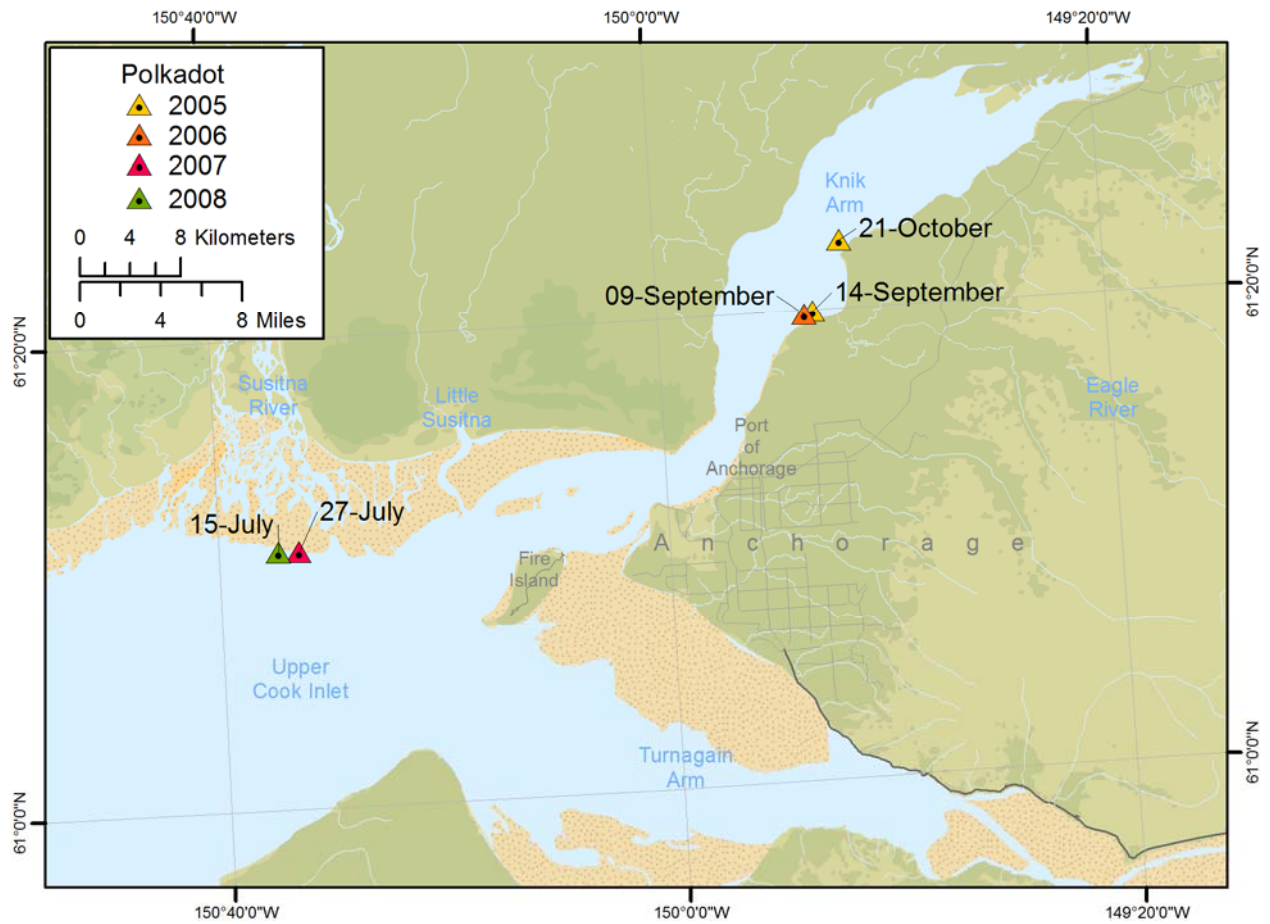 150°40'0"W
150°0'0"W
149°20'0"W
Polkadot
2005
2006
2007
2008
0 4 8 Kilometers
0 4 8 Miles
Knik
Arm
21-October
09-September
14-September
61°20'0"N
61°20'0"N
Susitna
River
Little
Susitna
Eagle
River
Port
of
Anchorage
15-July
27-July
Anchorage
Fire
Island
Upper
Cook Inlet
Turnagain
Arm
61°0'0"N
61°0'0"N
150°40'0"W
150°0'0"W
149°20'0"W